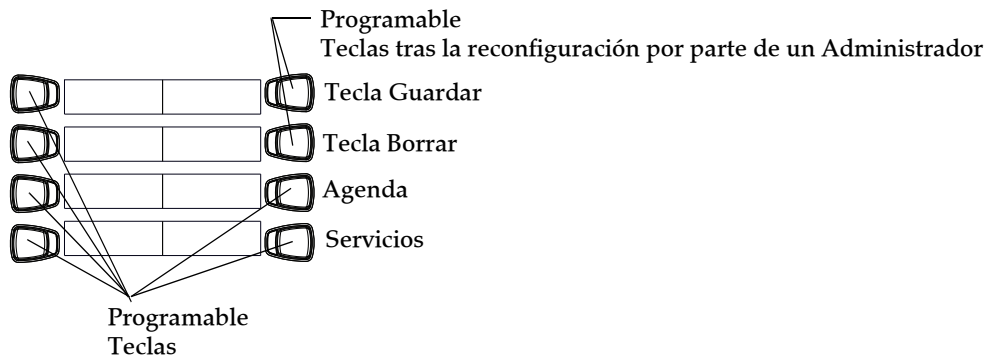 Programable
Teclas tras la reconfiguración por parte de un Administrador
Tecla Guardar
Tecla Borrar
Agenda
Servicios
Programable
Teclas